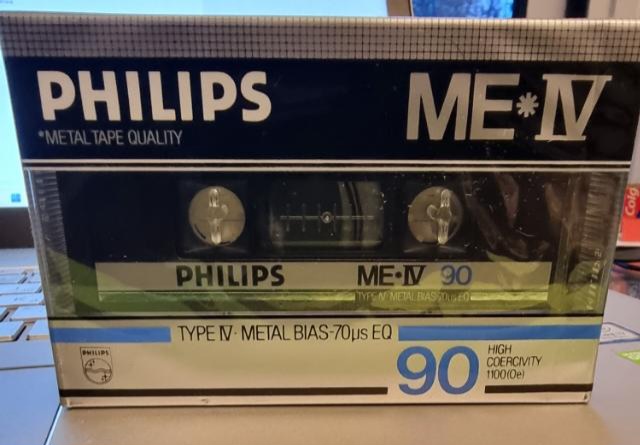 PHILIPS
*METAL TAPE QUALITY
ME*IV
PHILIPS
ME•IV 90
TYPE IV·METAL BIAS-70µs EQ
TYPE IV· METAL BIAS-70µs EQ
PHILIPS
90
HIGH
COERCIVITY
1100(Oe)